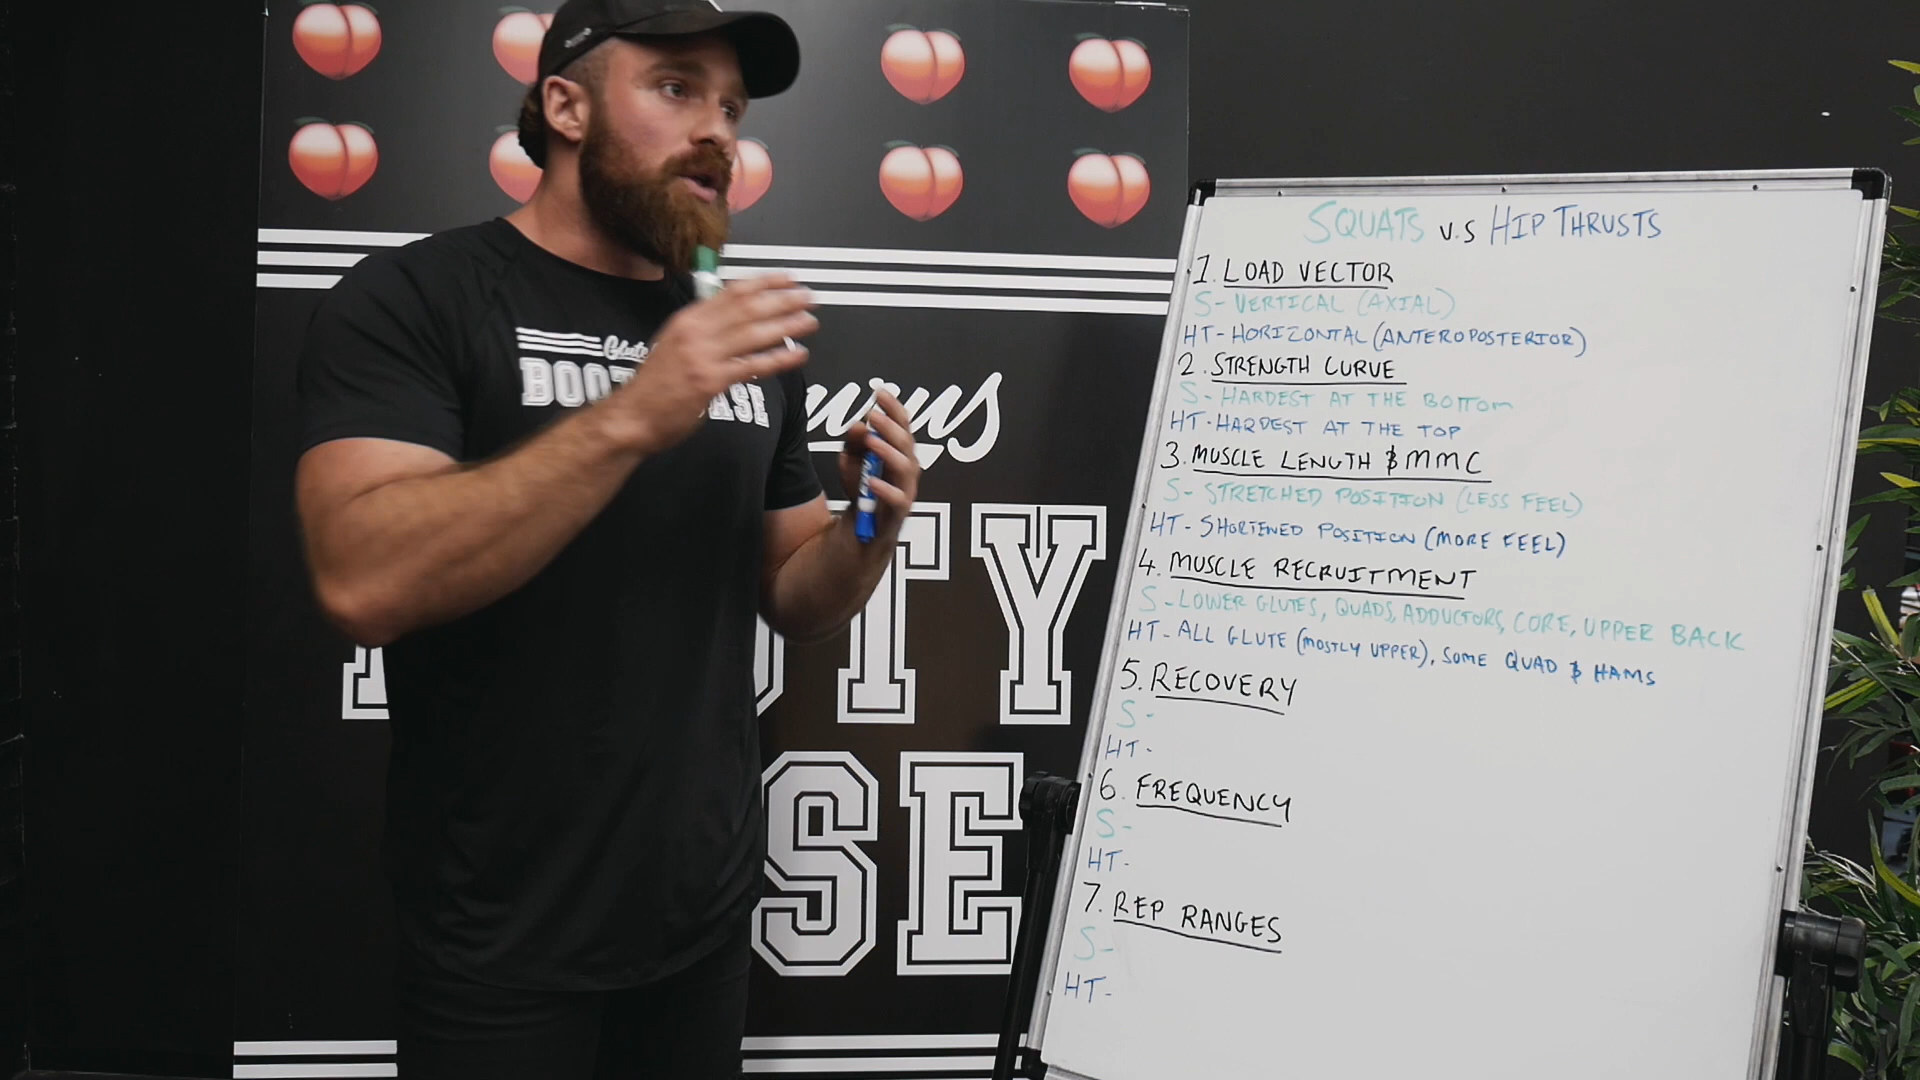 BOOTY BASE
TY
SE
SQUATS V.S HIP THRUSTS
1. LOAD VECTOR
S- VERTICAL (AXIAL)
HT- HORIZONTAL (ANTEROPOSTERIOR)
2. STRENGTH CURVE
S- HARDEST AT THE BOTTOM
HT- HARDEST AT THE TOP
3. MUSCLE LENGTH & MMC
S- STRETCHED POSITION (LESS FEEL)
HT- SHORTENED POSITION (MORE FEEL)
4. MUSCLE RECRUITMENT
S- LOWER GLUTES, QUADS, ADDUCTORS, CORE, UPPER BACK
HT- ALL GLUTE (MOSTLY UPPER), SOME QUAD & HAMS
5. RECOVERY
S-
HT-
6. FREQUENCY
S-
HT-
7. REP RANGES
S-
HT-